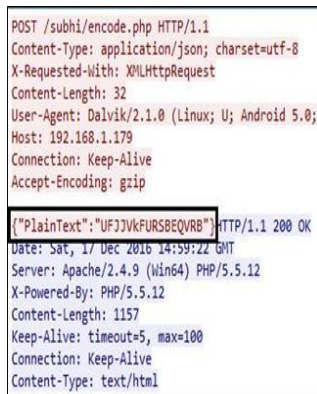 POST /subhi/encode.php HTTP/1.1
Content-Type: application/json; charset=utf-8
X-Requested-With: XMLHttpRequest
Content-Length: 32
User-Agent: Dalvik/2.1.0 (Linux; U; Android 5.0;
Host: 192.168.1.179
Connection: Keep-Alive
Accept-Encoding: gzip
{"PlainText":"UFJJVkFURSBEQVRB"}HTTP/1.1 200 OK
Date: Sat, 17 Dec 2016 14:59:22 GMT
Server: Apache/2.4.9 (Win64) PHP/5.5.12
X-Powered-By: PHP/5.5.12
Content-Length: 1157
Keep-Alive: timeout=5, max=100
Connection: Keep-Alive
Content-Type: text/html